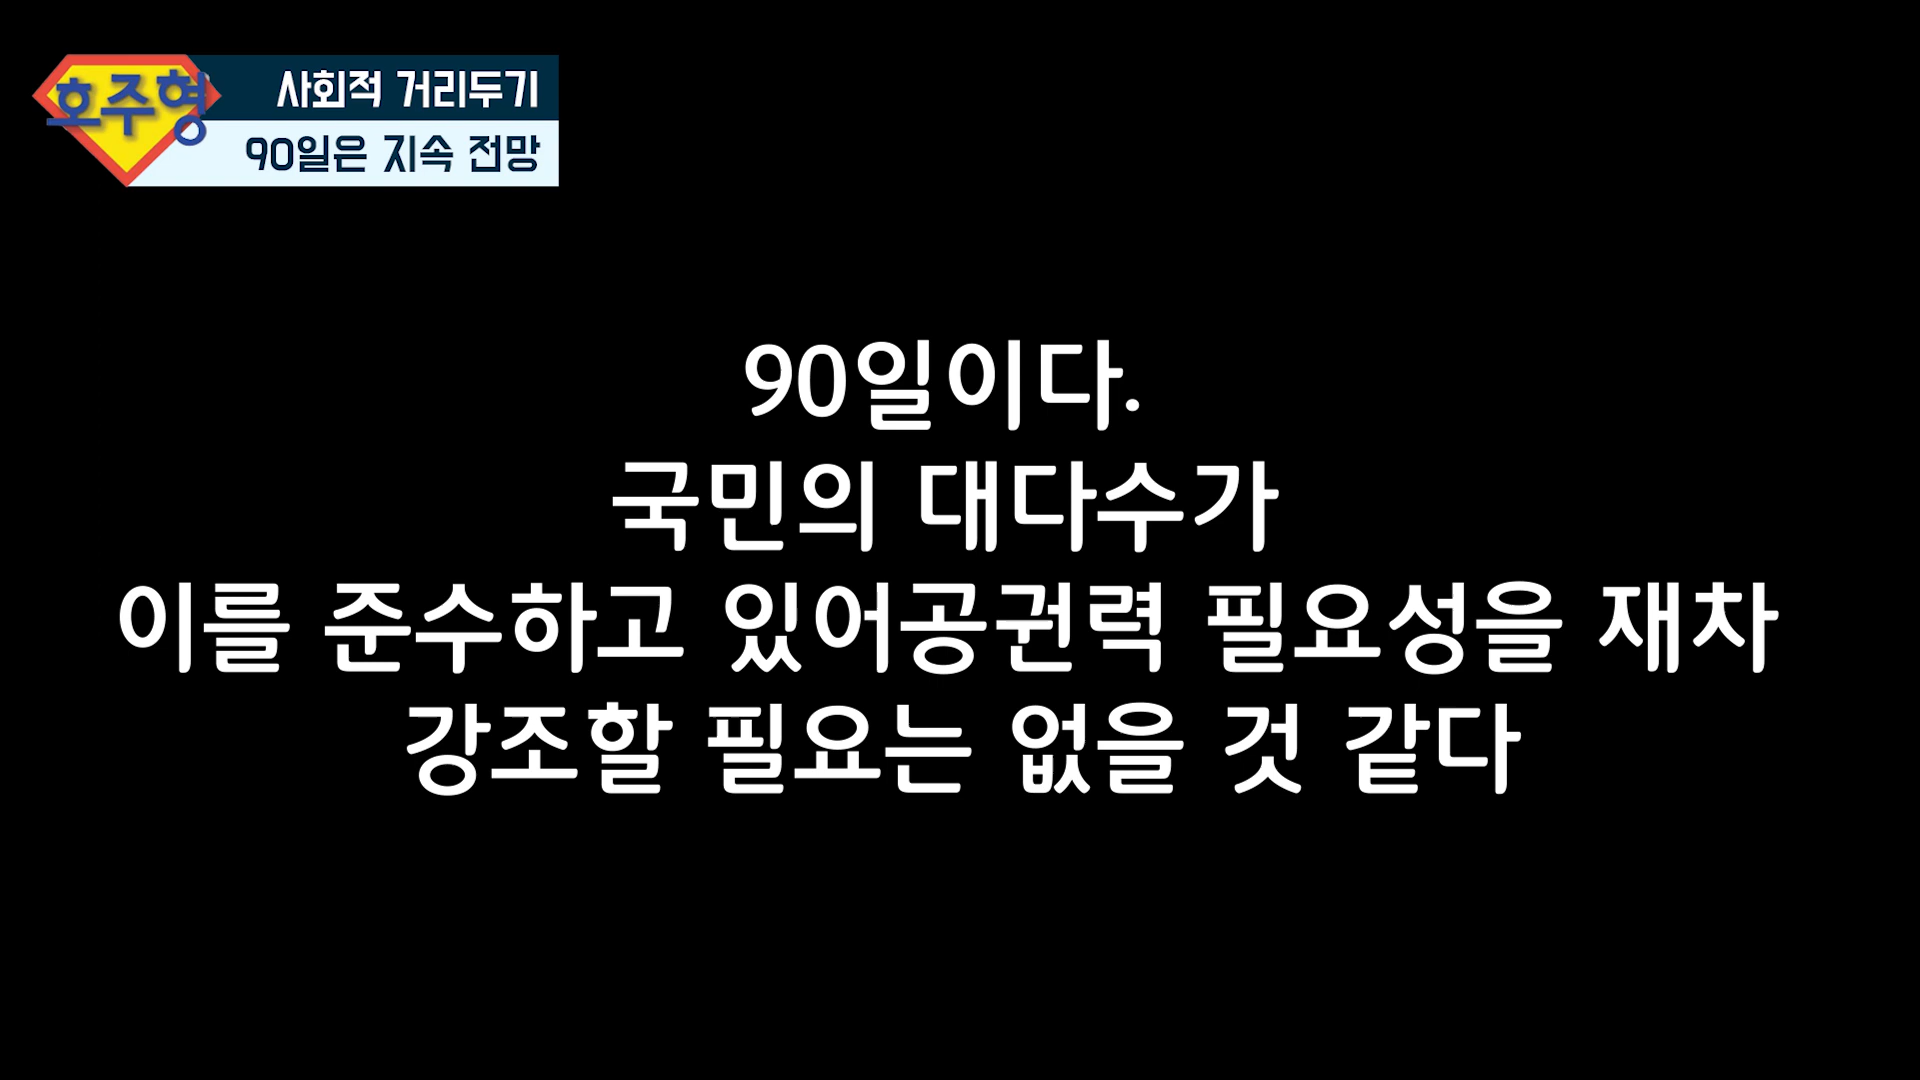 호주형
사회적 거리두기
90일은 지속 전망
90일이다.
국민의 대다수가
이를 준수하고 있어공권력 필요성을 재차
강조할 필요는 없을 것 같다